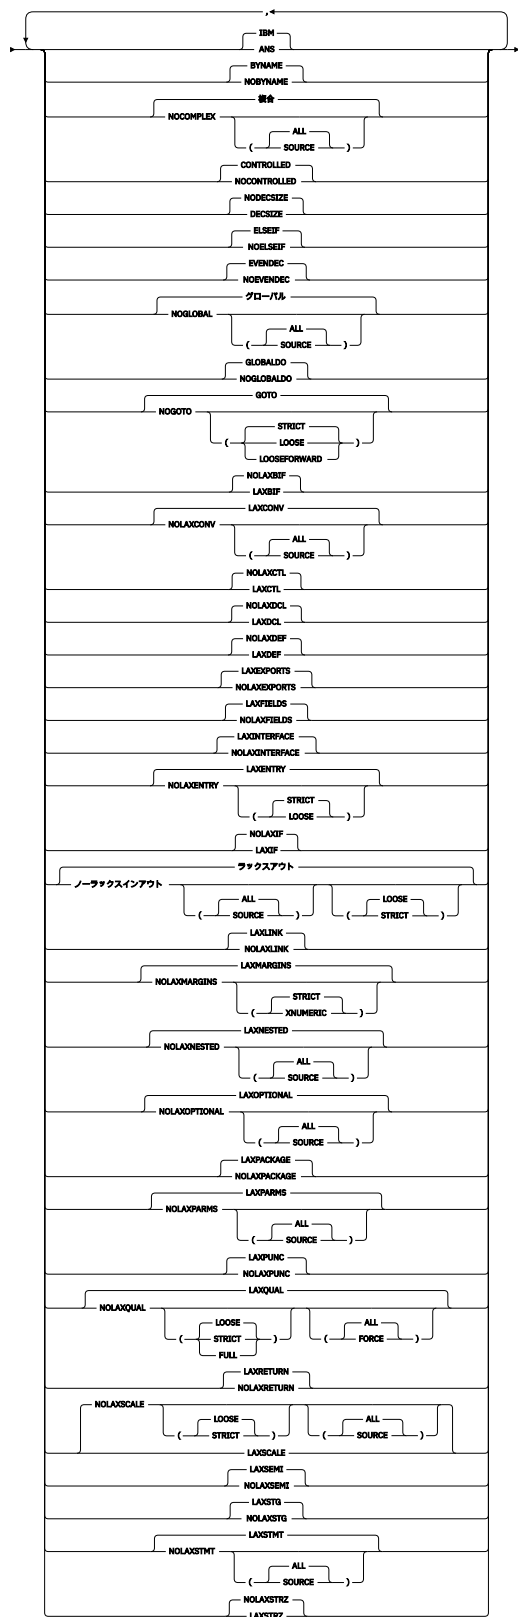 ,
IBM
ANS
BYNAME
NOBYNAME
複合
NOCOMPLEX
ALL
( SOURCE )
CONTROLLED
NOCONTROLLED
NODECSIZE
DECSIZE
ELSEIF
NOELSEIF
EVENDEC
NOEVENDEC
グローバル
NOGLOBAL
ALL
( SOURCE )
GLOBALDO
NOGLOBALDO
GOTO
NOGOTO
STRICT
( LOOSE )
LOOSEFORWARD
NOLAXBIF
LAXBIF
LAXCONV
NOLAXCONV
ALL
( SOURCE )
NOLAXCTL
LAXCTL
NOLAXDCL
LAXDCL
NOLAXDEF
LAXDEF
LAXEXPORTS
NOLAXEXPORTS
LAXFIELDS
NOLAXFIELDS
LAXINTERFACE
NOLAXINTERFACE
LAXENTRY
NOLAXENTRY
STRICT
( LOOSE )
NOLAXIF
LAXIF
ラックスアウト
ノーラックスインアウト
ALL LOOSE
( SOURCE ) ( STRICT )
LAXLINK
NOLAXLINK
LAXMARGINS
NOLAXMARGINS
STRICT
( XNUMERIC )
LAXNESTED
NOLAXNESTED
ALL
( SOURCE )
LAXOPTIONAL
NOLAXOPTIONAL
ALL
( SOURCE )
LAXPACKAGE
NOLAXPACKAGE
LAXPARMS
NOLAXPARMS
ALL
( SOURCE )
LAXPUNC
NOLAXPUNC
LAXQUAL
NOLAXQUAL
LOOSE ALL
( STRICT ) ( FORCE )
FULL
LAXRETURN
NOLAXRETURN
NOLAXSCALE
LOOSE ALL
( STRICT ) ( SOURCE )
LAXSCALE
LAXSEMI
NOLAXSEMI
LAXSTG
NOLAXSTG
LAXSTMT
NOLAXSTMT
ALL
( SOURCE )
NOLAXSTRZ
LAXSTRZ